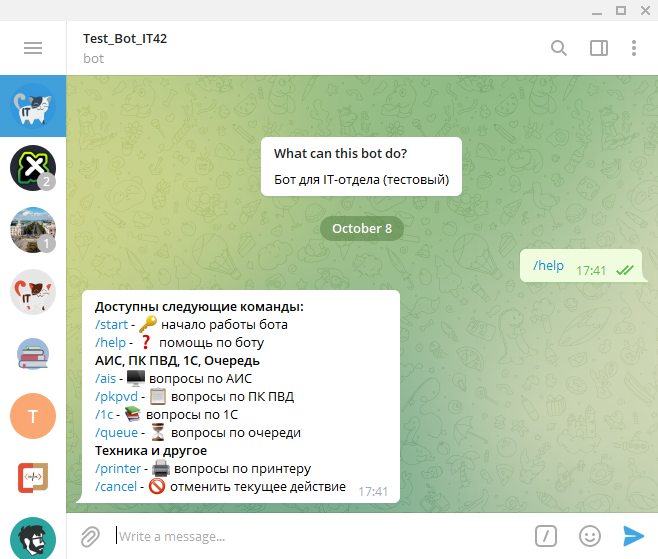 Test_Bot_IT42
bot
IT
2
1
IT
T
</>
What can this bot do?
Бот для IT-отдела (тестовый)
October 8
/help 17:41
Доступны следующие команды:
/start - 🔑 начало работы бота
/help - ❓ помощь по боту
АИС, ПК ПВД, 1С, Очередь
/ais - 🖥️ вопросы по АИС
/pkpvd - 📋 вопросы по ПК ПВД
/1c - 📚 вопросы по 1С
/queue - ⏳ вопросы по очереди
Техника и другое
/printer - 🖨️ вопросы по принтеру
/cancel - 🚫 отменить текущее действие 17:41
Write a message...